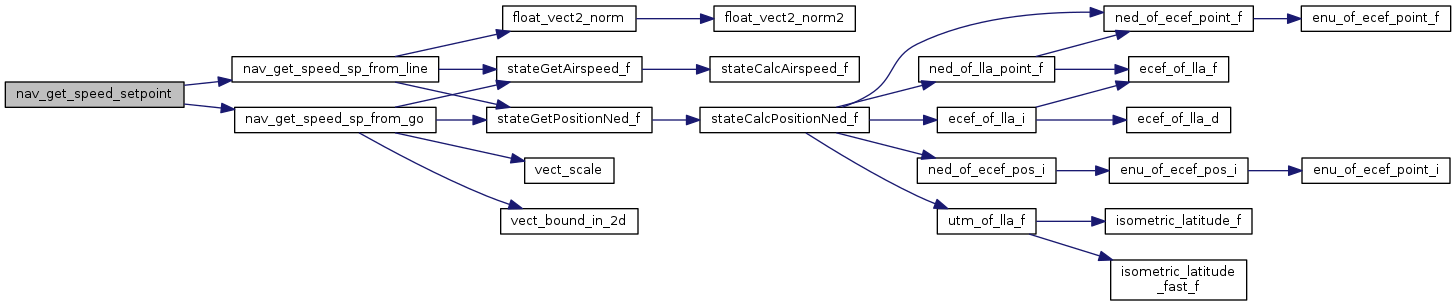 nav_get_speed_setpoint
nav_get_speed_sp_from_line
nav_get_speed_sp_from_go
float_vect2_norm
stateGetAirspeed_f
stateGetPositionNed_f
vect_scale
vect_bound_in_2d
float_vect2_norm2
stateCalcAirspeed_f
stateCalcPositionNed_f
ned_of_ecef_point_f
ned_of_lla_point_f
ecef_of_lla_i
ned_of_ecef_pos_i
utm_of_lla_f
enu_of_ecef_point_f
ecef_of_lla_f
ecef_of_lla_d
enu_of_ecef_pos_i
enu_of_ecef_point_i
isometric_latitude_f
isometric_latitude
_fast_f